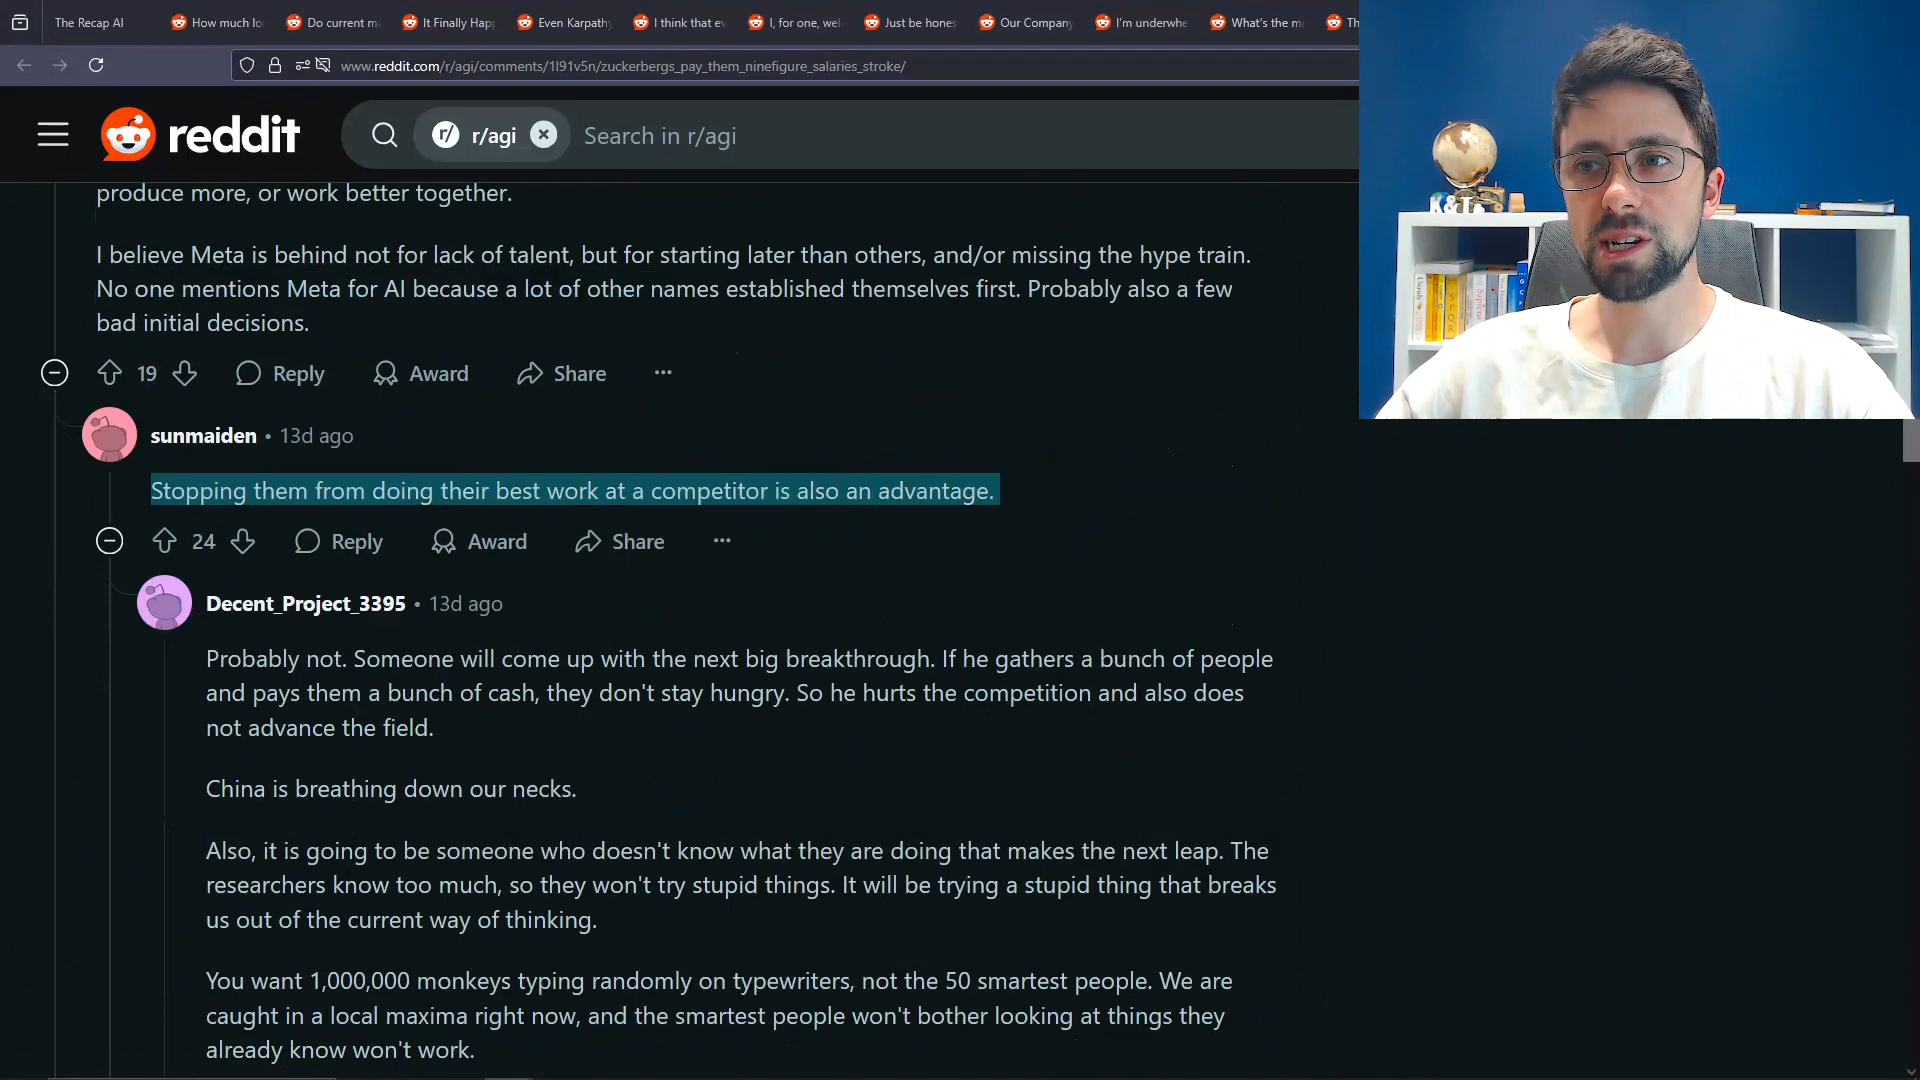 The Recap AI
How much lo
Do current m
It Finally Hap
Even Karpathy
I think that ev
I, for one, wel
Just be hones
Our Company
I'm underwhe
What's the m
Th
www.reddit.com/r/agi/comments/1l91v5n/zuckerbergs_pay_them_ninefigure_salaries_stroke/
reddit
r/
r/agi
Search in r/agi
K&L
produce more, or work better together.
I believe Meta is behind not for lack of talent, but for starting later than others, and/or missing the hype train.
No one mentions Meta for AI because a lot of other names established themselves first. Probably also a few
bad initial decisions.
19
Reply
Award
Share
sunmaiden • 13d ago
Stopping them from doing their best work at a competitor is also an advantage.
24
Reply
Award
Share
Decent_Project_3395 • 13d ago
Probably not. Someone will come up with the next big breakthrough. If he gathers a bunch of people
and pays them a bunch of cash, they don't stay hungry. So he hurts the competition and also does
not advance the field.
China is breathing down our necks.
Also, it is going to be someone who doesn't know what they are doing that makes the next leap. The
researchers know too much, so they won't try stupid things. It will be trying a stupid thing that breaks
us out of the current way of thinking.
You want 1,000,000 monkeys typing randomly on typewriters, not the 50 smartest people. We are
caught in a local maxima right now, and the smartest people won't bother looking at things they
already know won't work.